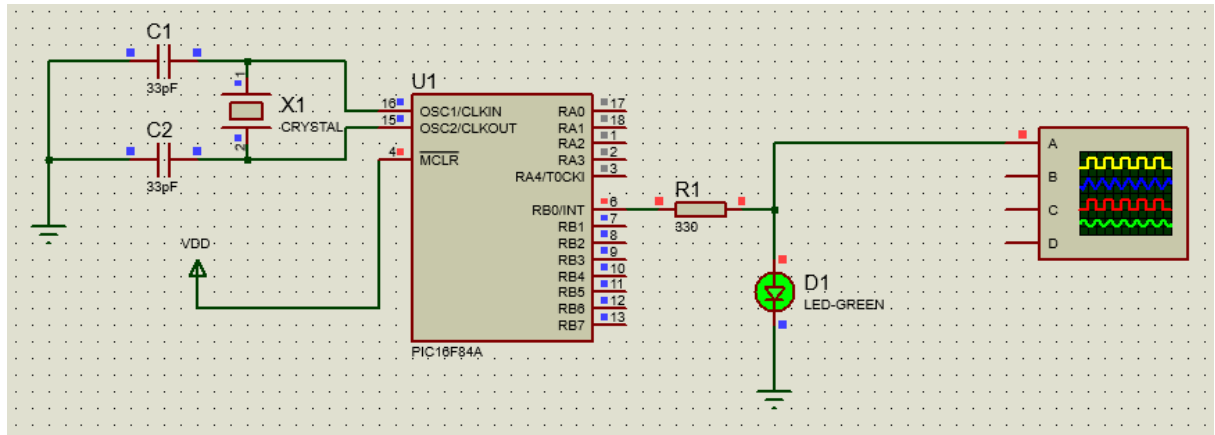 C1
33pF
1
X1
CRYSTAL
2
C2
33pF
VDD
U1
16
OSC1/CLKIN
15
OSC2/CLKOUT
4
MCLR
RA0
17
RA1
18
RA2
1
RA3
2
RA4/T0CKI
3
RB0/INT
6
RB1
7
RB2
8
RB3
9
RB4
10
RB5
11
RB6
12
RB7
13
PIC16F84A
R1
330
D1
LED-GREEN
A
B
C
D